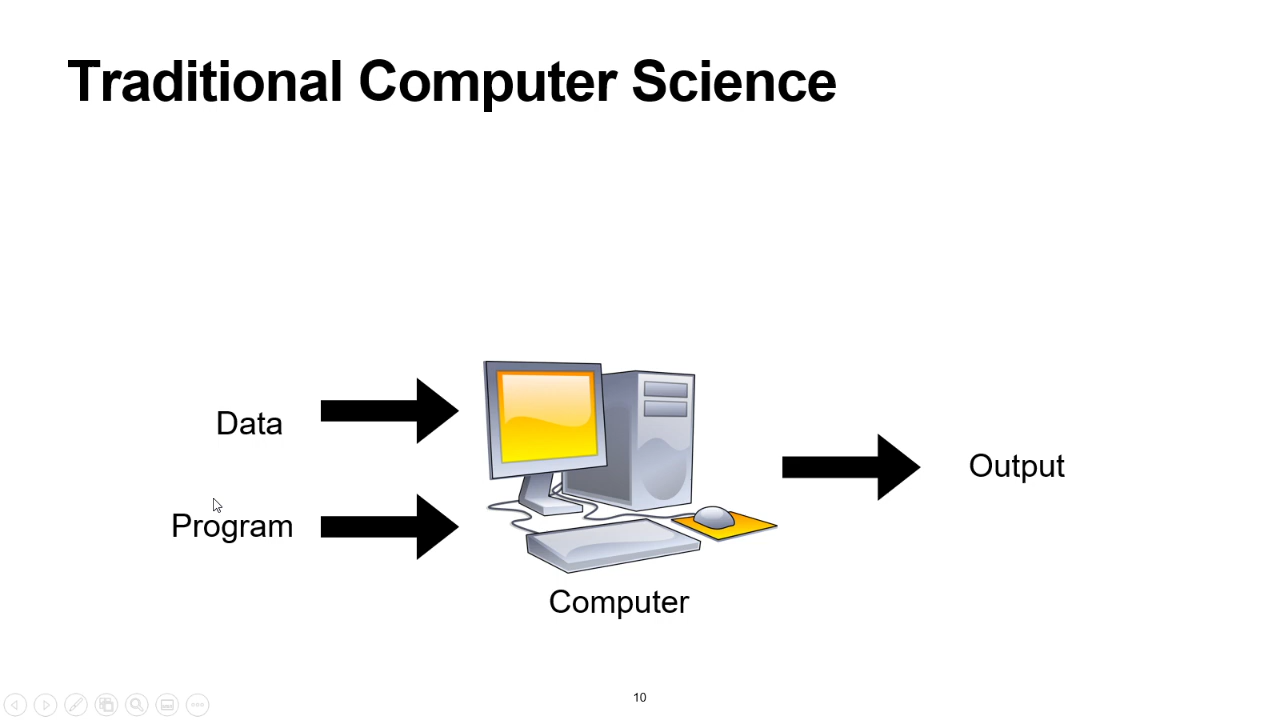 Traditional Computer Science
Data
Program
Output
Computer
10